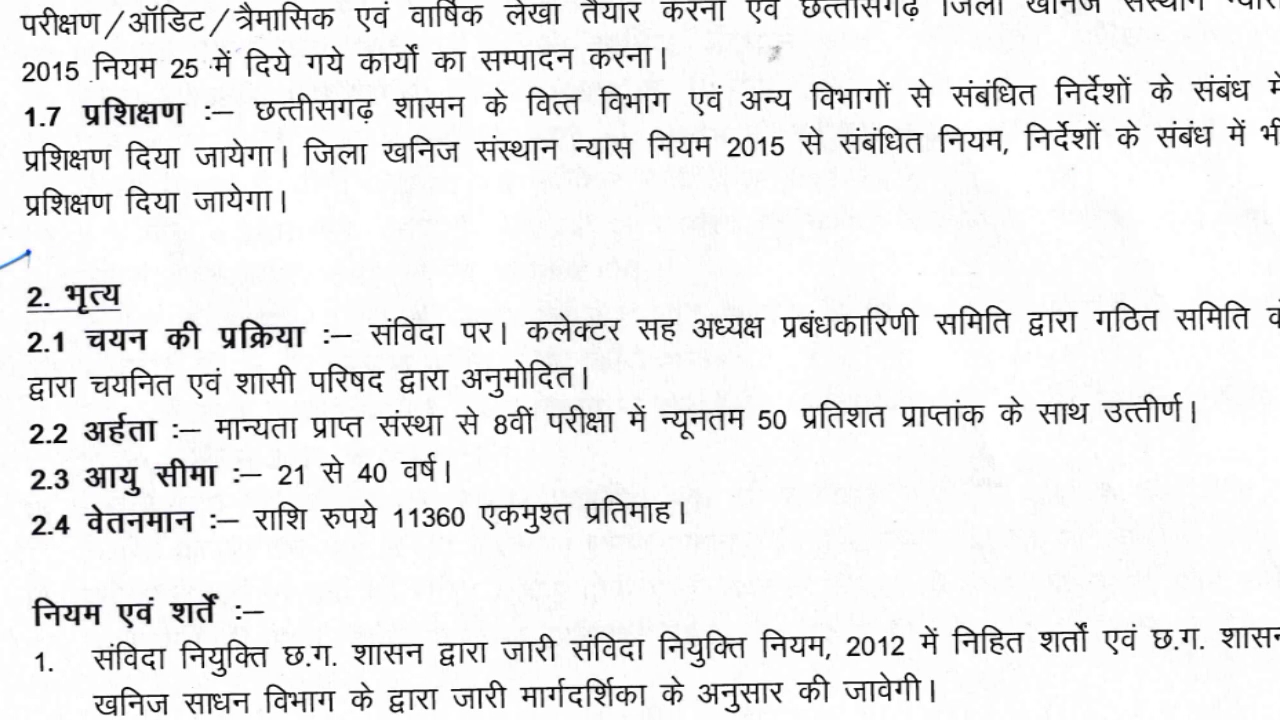 परीक्षण/ऑडिट/त्रैमासिक एवं वार्षिक लेखा तैयार करना एवं छत्तीसगढ़ जिला खनिज संस्थान
2015 नियम 25 में दिये गये कार्यों का सम्पादन करना।
1.7 प्रशिक्षण :– छत्तीसगढ़ शासन के वित्त विभाग एवं अन्य विभागों से संबंधित निर्देशों के संबंध में
प्रशिक्षण दिया जायेगा। जिला खनिज संस्थान न्यास नियम 2015 से संबंधित नियम, निर्देशों के संबंध में भी
प्रशिक्षण दिया जायेगा।
2. भृत्य
2.1 चयन की प्रक्रिया :– संविदा पर। कलेक्टर सह अध्यक्ष प्रबंधकारिणी समिति द्वारा गठित समिति
द्वारा चयनित एवं शासी परिषद द्वारा अनुमोदित।
2.2 अर्हता :– मान्यता प्राप्त संस्था से 8वीं परीक्षा में न्यूनतम 50 प्रतिशत प्राप्तांक के साथ उत्तीर्ण।
2.3 आयु सीमा :– 21 से 40 वर्ष।
2.4 वेतनमान :– राशि रुपये 11360 एकमुश्त प्रतिमाह।
नियम एवं शर्तें :–
1. संविदा नियुक्ति छ.ग. शासन द्वारा जारी संविदा नियुक्ति नियम, 2012 में निहित शर्तों एवं छ.ग. शासन
खनिज साधन विभाग के द्वारा जारी मार्गदर्शिका के अनुसार की जावेगी।